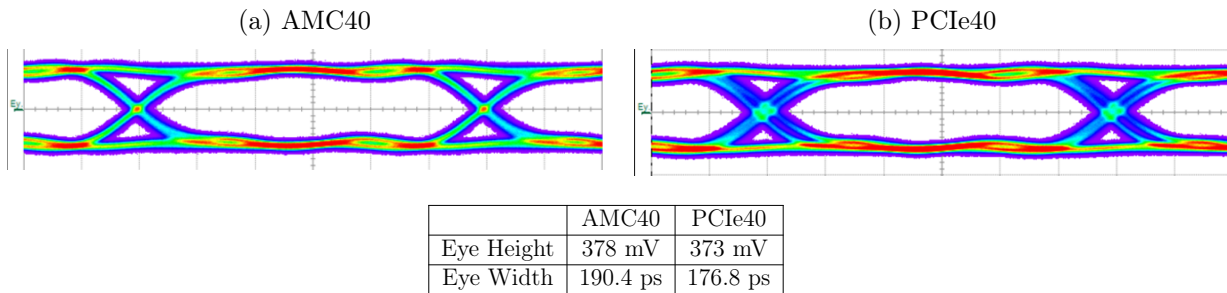 (a) AMC40 (b) PCIe40
AMC40 PCIe40
Eye Height 378 mV 373 mV
Eye Width 190.4 ps 176.8 ps